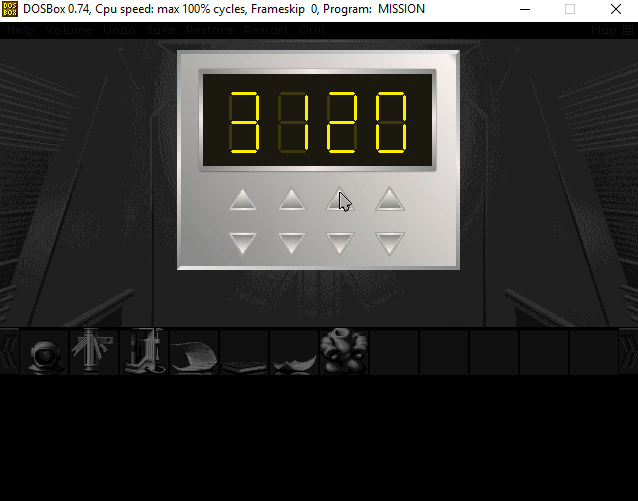 DOSBox 0.74, Cpu speed: max 100% cycles, Frameskip 0, Program: MISSION
Help Volume Undo Save Restore Restart Quit Map
3120